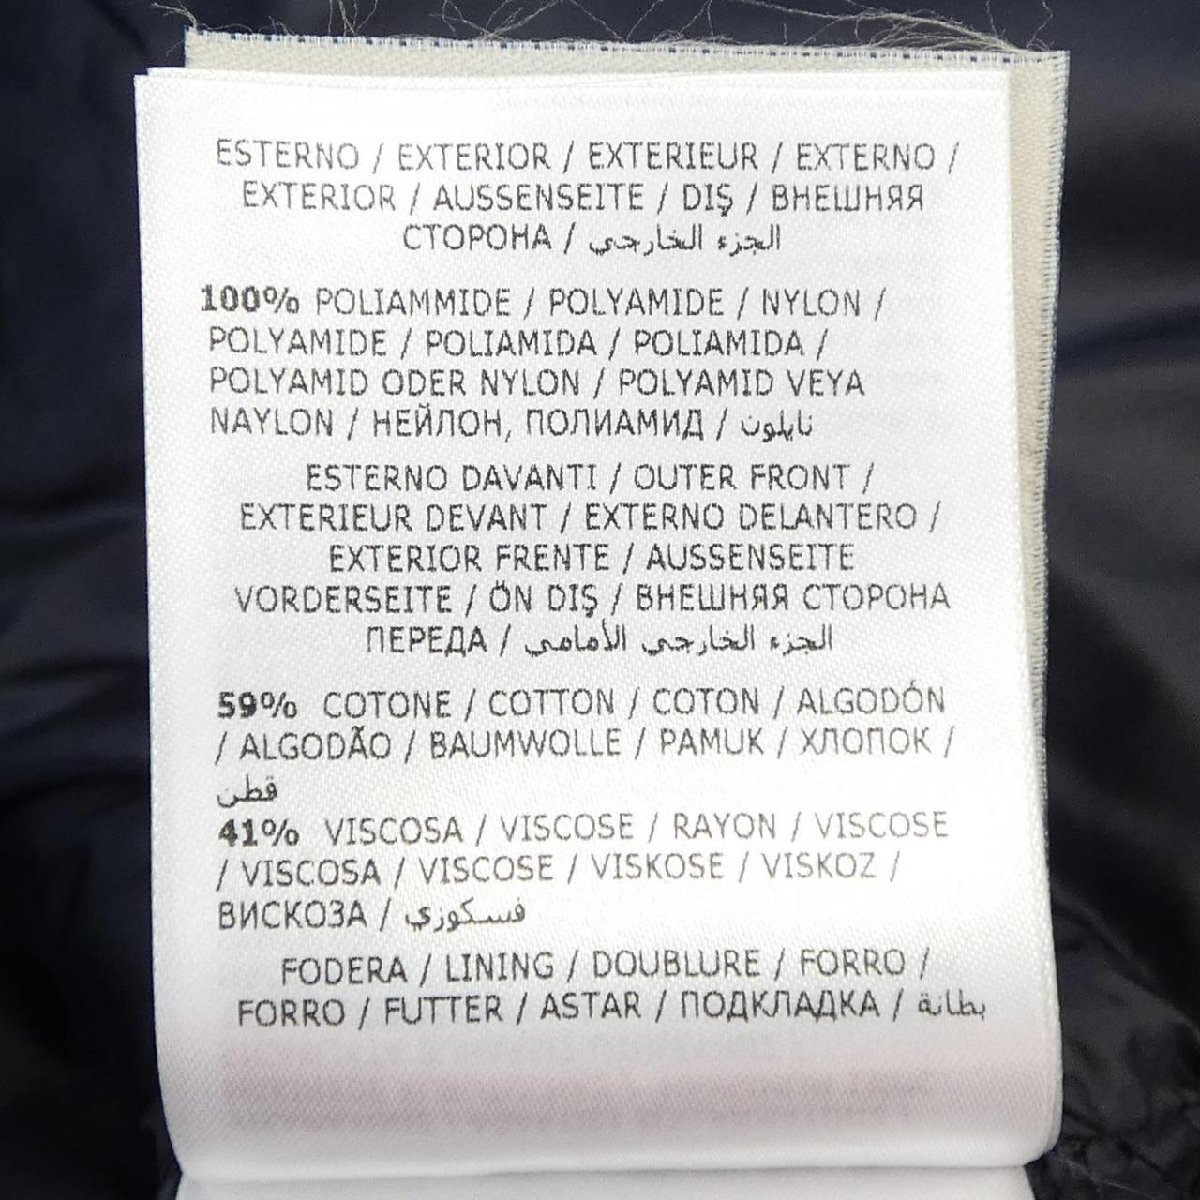 ESTERNO / EXTERIOR / EXTERIEUR / EXTERNO /
EXTERIOR / AUSSENSEITE / DIŞ / ВНЕШНЯЯ
СТОРОНА / الجزء الخارجي
100% POLIAMMIDE / POLYAMIDE / NYLON /
POLYAMIDE / POLIAMIDA / POLIAMIDA /
POLYAMID ODER NYLON / POLYAMID VEYA
NAYLON / НЕЙЛОН, ПОЛИАМИД / نايلون
ESTERNO DAVANTI / OUTER FRONT /
EXTERIEUR DEVANT / EXTERNO DELANTERO /
EXTERIOR FRENTE / AUSSENSEITE
VORDERSEITE / ÖN DIŞ / ВНЕШНЯЯ СТОРОНА
ПЕРЕДА / الجزء الخارجي الأمامي
59% COTONE / COTTON / COTON / ALGODÓN
/ ALGODÃO / BAUMWOLLE / PAMUK / ХЛОПОК /
قطن
41% VISCOSA / VISCOSE / RAYON / VISCOSE
/ VISCOSA / VISCOSE / VISKOSE / VISKOZ /
ВИСКОЗА / فسكوزي
FODERA / LINING / DOUBLURE / FORRO /
FORRO / FUTTER / ASTAR / ПОДКЛАДКА / بطانة